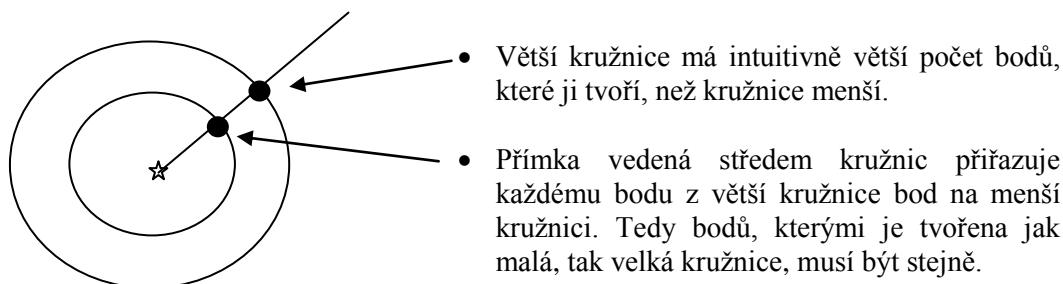 • Větší kružnice má intuitivně větší počet bodů,
které ji tvoří, než kružnice menší.
• Přímka vedená středem kružnic přiřazuje
každému bodu z větší kružnice bod na menší
kružnici. Tedy bodů, kterými je tvořena jak
malá, tak velká kružnice, musí být stejně.